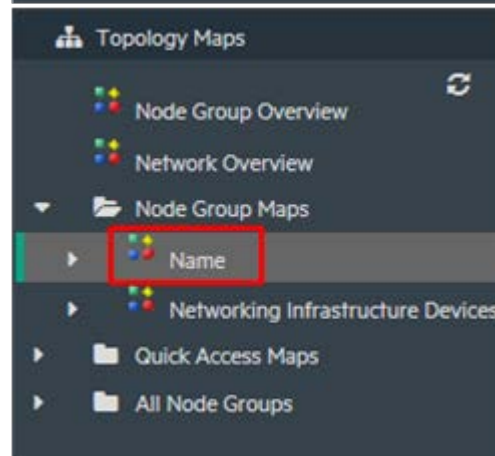 Topology Maps
Node Group Overview
Network Overview
Node Group Maps
Name
Networking Infrastructure Devices
Quick Access Maps
All Node Groups